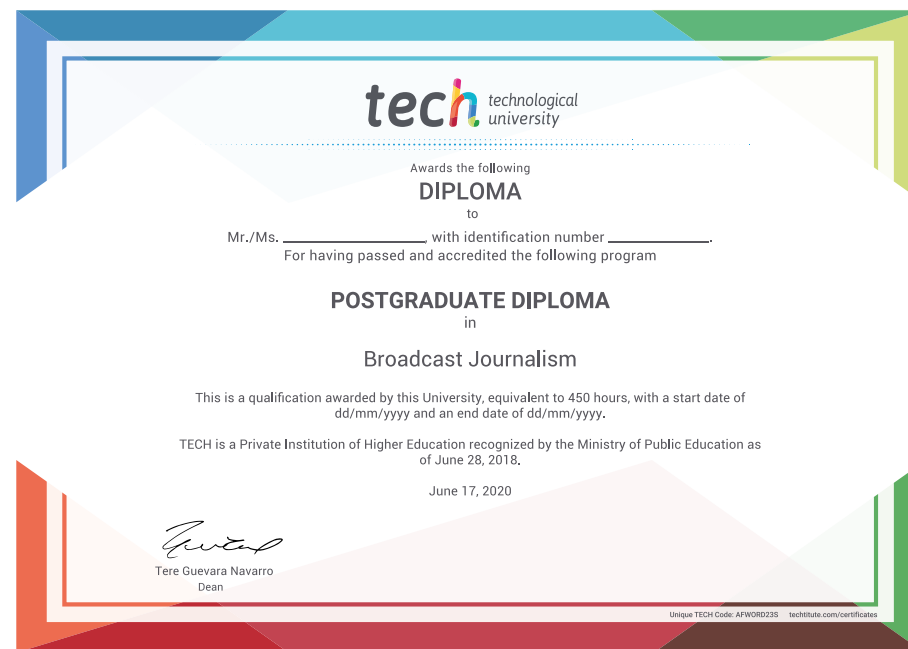 tech technological
university
Awards the following
DIPLOMA
to
Mr./Ms. ____________, with identification number ____________.
For having passed and accredited the following program
POSTGRADUATE DIPLOMA
in
Broadcast Journalism
This is a qualification awarded by this University, equivalent to 450 hours, with a start date of
dd/mm/yyyy and an end date of dd/mm/yyyy.
TECH is a Private Institution of Higher Education recognized by the Ministry of Public Education as
of June 28, 2018.
June 17, 2020
Tere Guevara Navarro
Dean
Unique TECH Code: AFWORD23S techtitute.com/certificates